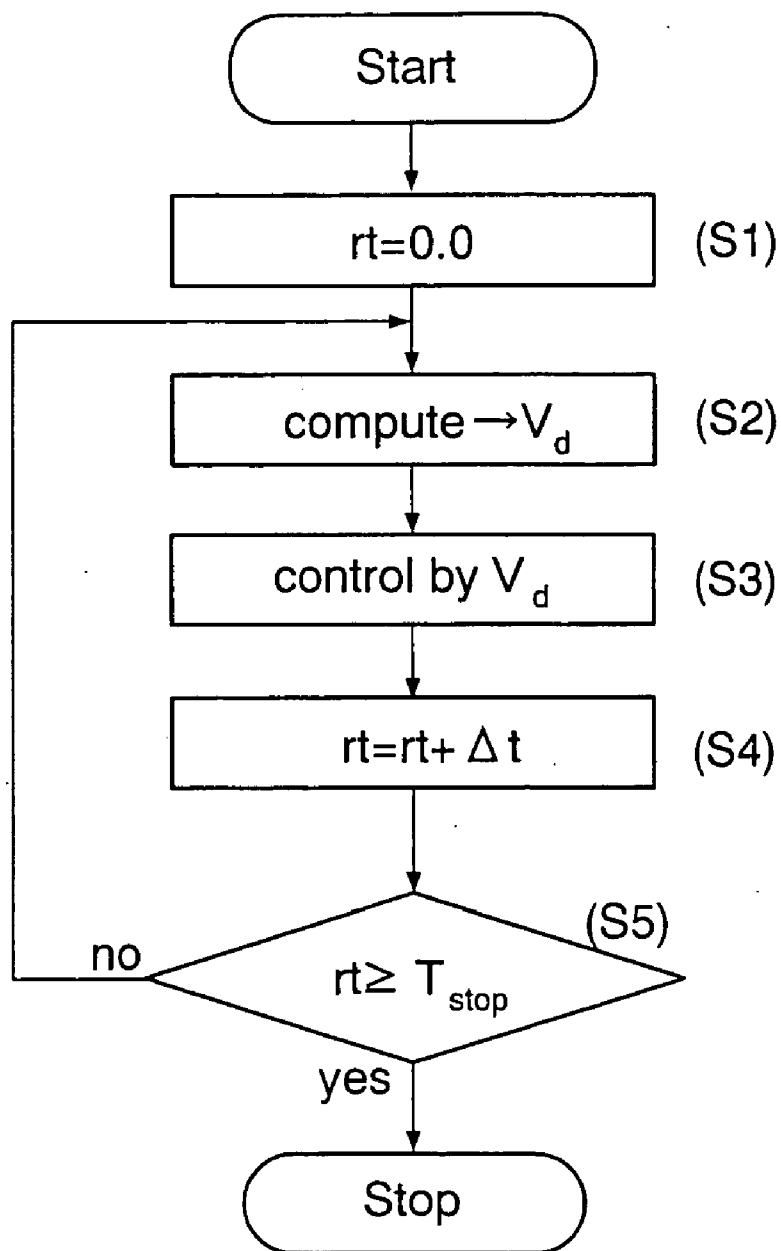 Start
rt=0.0 (S1)
compute→V_d (S2)
control by V_d (S3)
rt=rt+ Δt (S4)
(S5)
no
rt≥ T_stop
yes
Stop